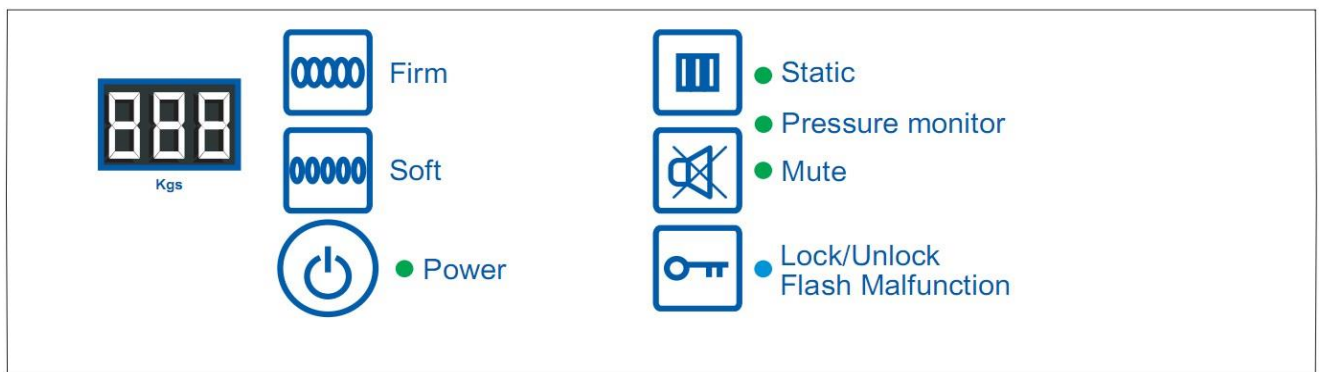 888
Kgs
Firm
Soft
Power
Static
Pressure monitor
Mute
Lock/Unlock
Flash Malfunction